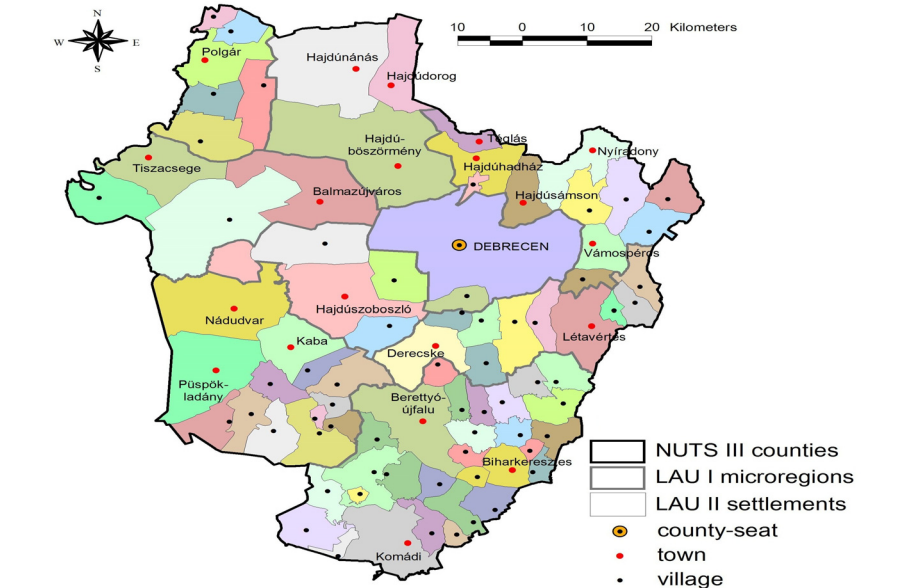 N
W E
S
10 0 10 20 Kilometers
Polgár
Hajdúnánás
Hajdúdorog
Téglás
Hajdú-
böszörmény
Nyíradony
Hajdúhadház
Tiszacsege
Balmazújváros
Hajdúsámson
DEBRECEN
Vámospércs
Hajdúszoboszló
Nádudvar
Létavértes
Kaba
Derecske
Püspök-
ladány
Berettyó-
újfalu
Biharkeresztes
Komádi
NUTS III counties
LAU I microregions
LAU II settlements
county-seat
town
village